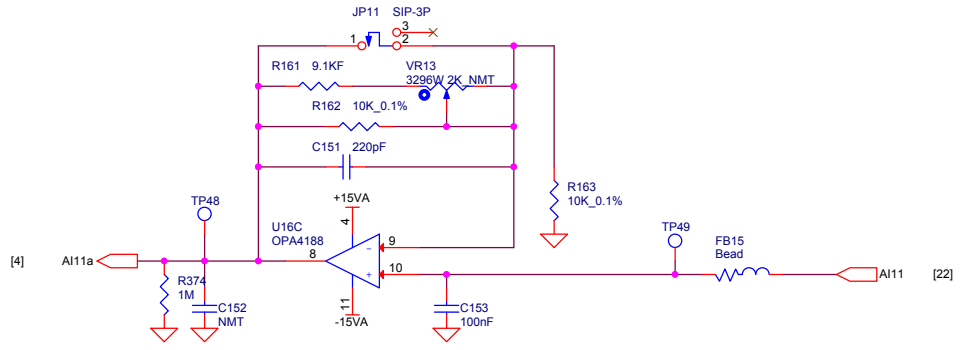 JP11 SIP-3P
3
1 2
R161 9.1KF VR13
3296W 2K_NMT
R162 10K_0.1%
C151 220pF
R163
10K_0.1%
+15VA
TP48
4
U16C
OPA4188
TP49
9
FB15
Bead
8
[4] AI11a
10
AI11 [22]
R374
1M
C152
NMT
11
-15VA
C153
100nF